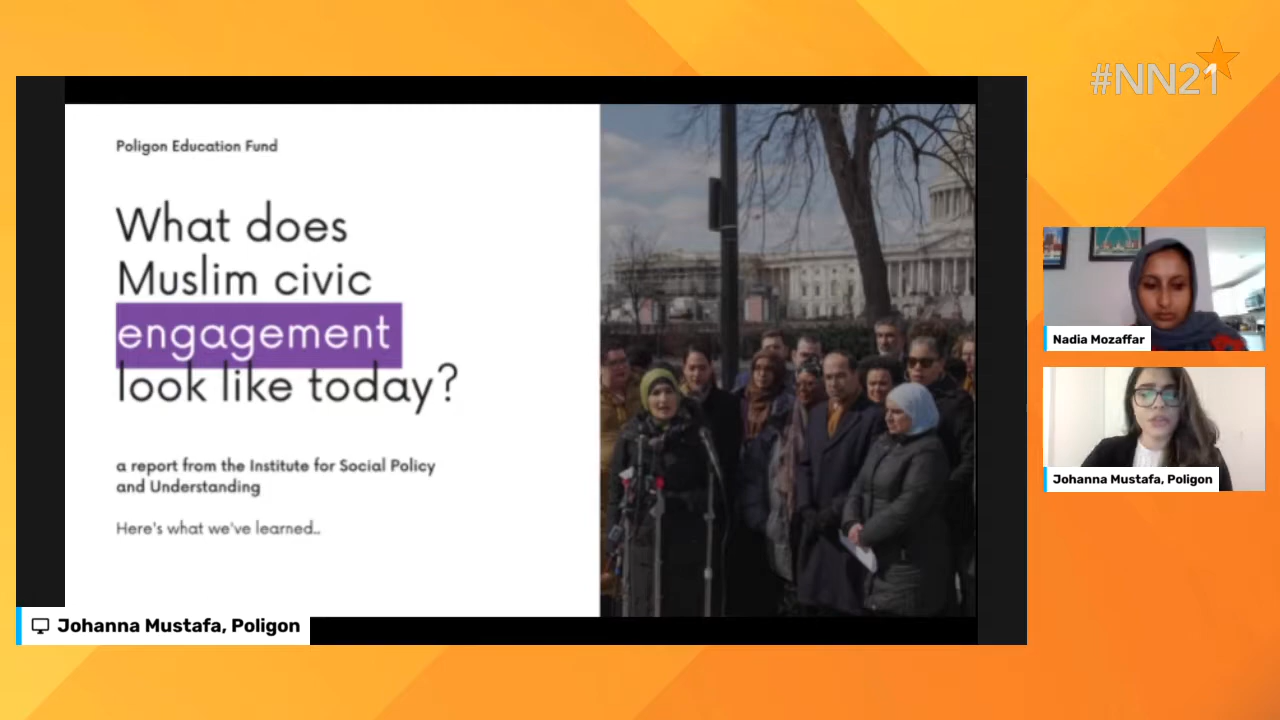 #NN21
Poligon Education Fund
What does
Muslim civic
engagement
look like today?
a report from the Institute for Social Policy
and Understanding
Here's what we've learned..
Nadia Mozaffar
Johanna Mustafa, Poligon
Johanna Mustafa, Poligon